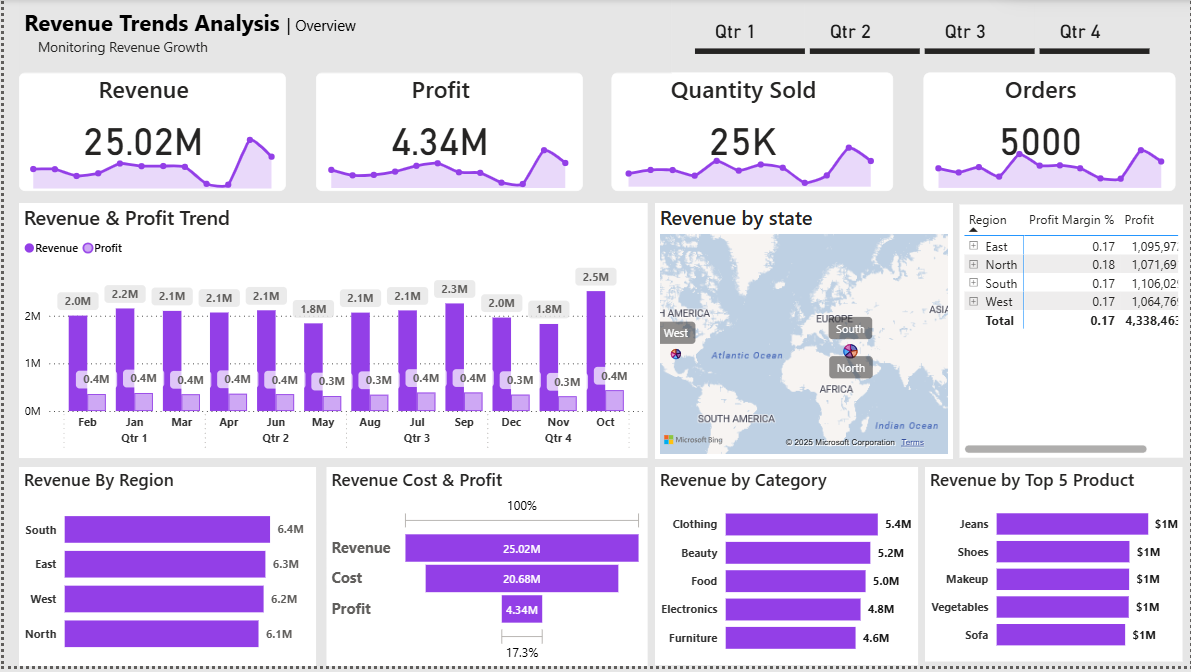 Revenue Trends Analysis | Overview
Monitoring Revenue Growth
Qtr 1 Qtr 2 Qtr 3 Qtr 4
Revenue
25.02M
Profit
4.34M
Quantity Sold
25K
Orders
5000
Revenue & Profit Trend
Revenue Profit
2.0M 2.2M 2.1M 2.1M 2.1M 1.8M 2.1M 2.1M 2.3M 2.0M 1.8M 2.5M
2M
1M
0.4M 0.4M 0.4M 0.4M 0.4M 0.3M 0.3M 0.4M 0.4M 0.3M 0.3M 0.4M
0M
Feb Jan Mar Apr Jun May Aug Jul Sep Dec Nov Oct
Qtr 1 Qtr 2 Qtr 3 Qtr 4
Revenue by state
H AMERICA
EUROPE
ASIA
West
South
Atlantic Ocean
North
AFRICA
SOUTH AMERICA
Indian Ocean
Microsoft Bing
© 2025 Microsoft Corporation Terms
Region Profit Margin % Profit
East 0.17 1,095,97
North 0.18 1,071,69
South 0.17 1,106,02
West 0.17 1,064,76
Total 0.17 4,338,463
Revenue By Region
South 6.4M
East 6.3M
West 6.2M
North 6.1M
Revenue Cost & Profit
100%
Revenue 25.02M
Cost 20.68M
Profit 4.34M
17.3%
Revenue by Category
Clothing 5.4M
Beauty 5.2M
Food 5.0M
Electronics 4.8M
Furniture 4.6M
Revenue by Top 5 Product
Jeans $1M
Shoes $1M
Makeup $1M
Vegetables $1M
Sofa $1M